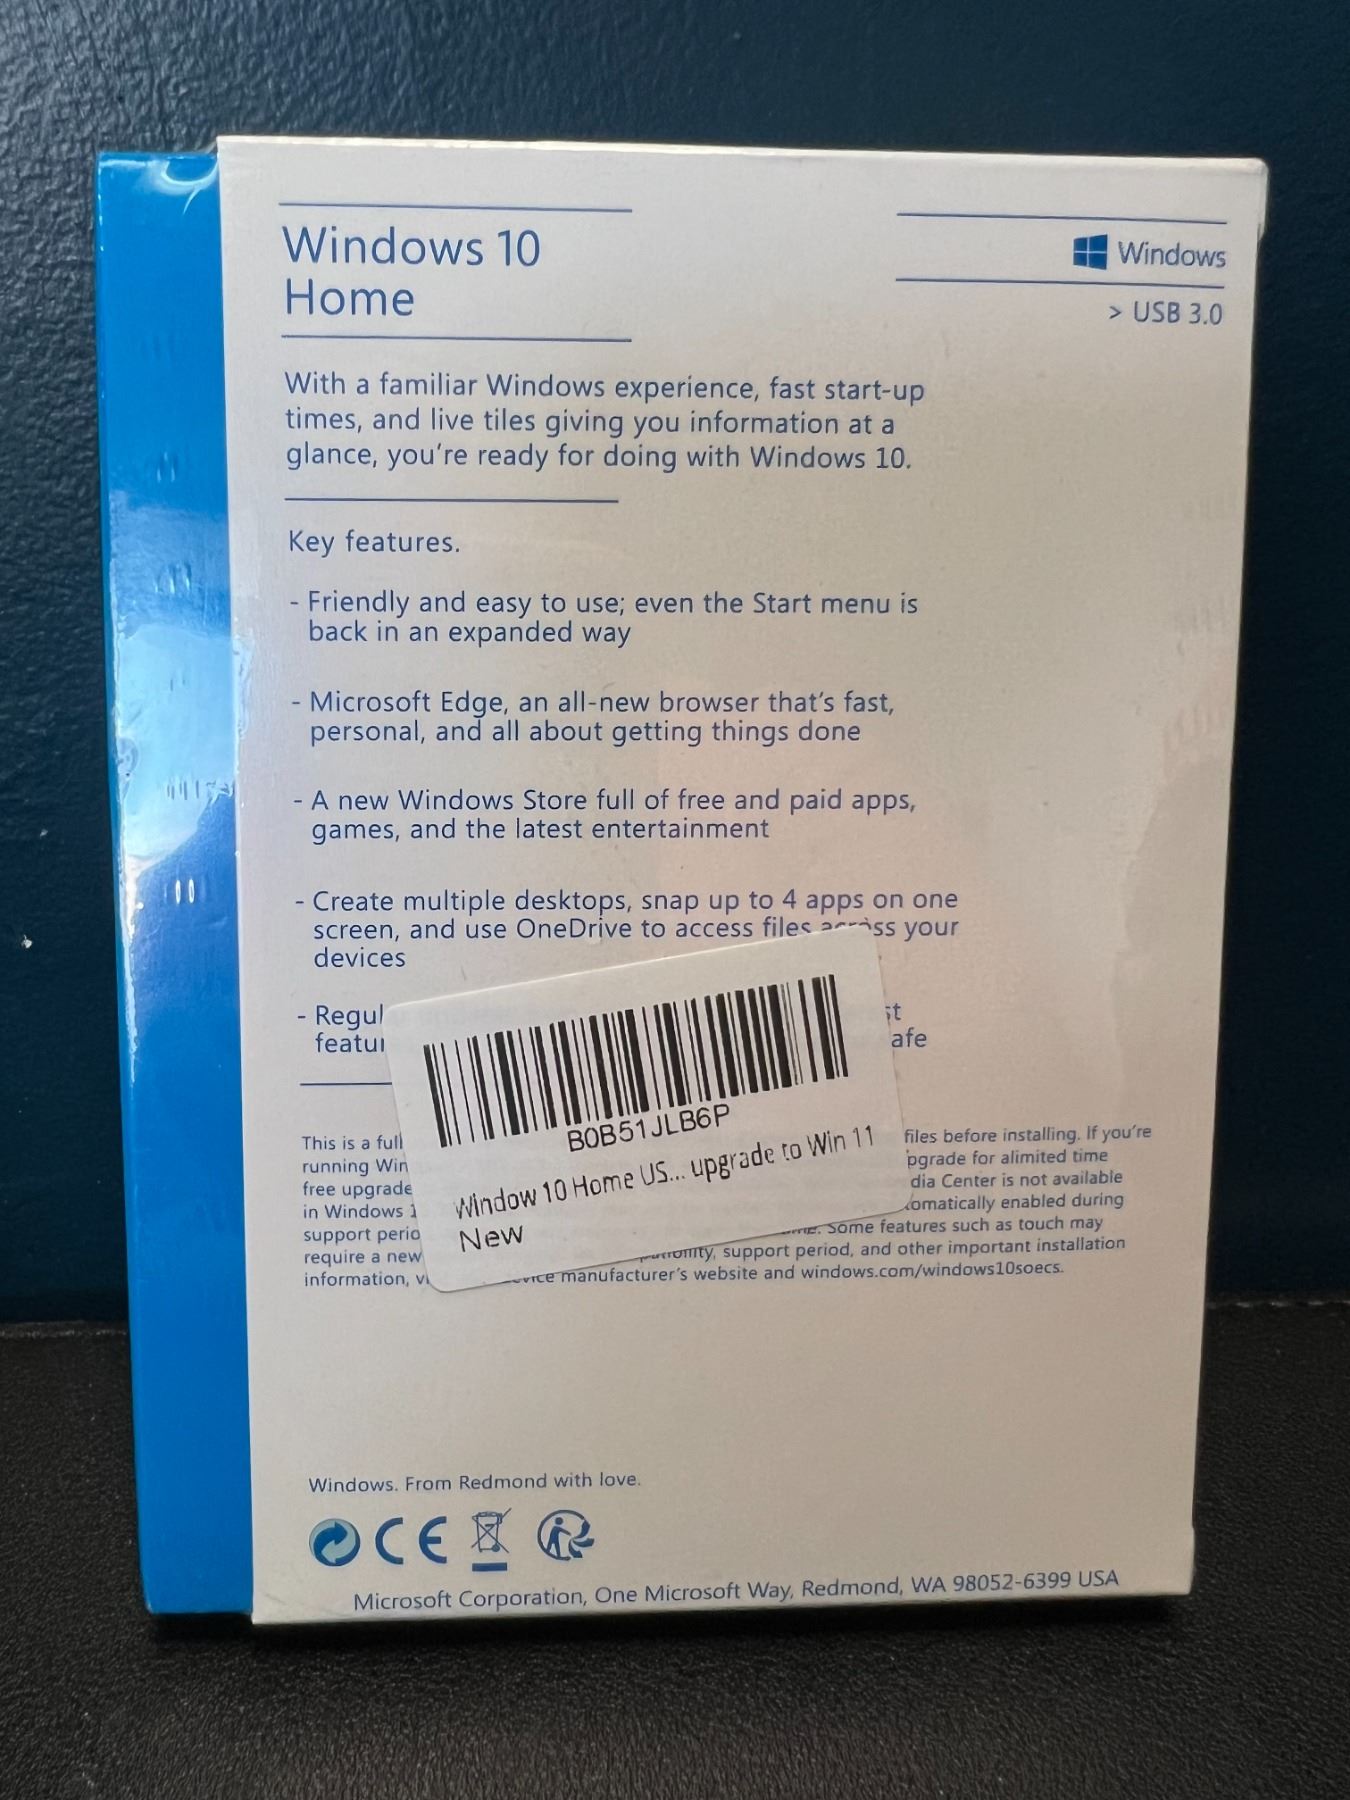 Windows 10
Home
Windows
> USB 3.0
With a familiar Windows experience, fast start-up
times, and live tiles giving you information at a
glance, you're ready for doing with Windows 10.
Key features.
- Friendly and easy to use; even the Start menu is
back in an expanded way
- Microsoft Edge, an all-new browser that's fast,
personal, and all about getting things done
- A new Windows Store full of free and paid apps,
games, and the latest entertainment
- Create multiple desktops, snap up to 4 apps on one
screen, and use OneDrive to access files across your
devices
B0B51JLB6P
Window 10 Home US... upgrade to Win 11
New
This is a full files before installing. If you're
running for alimited time
free upgrade Center is not available
in Windows enabled during
support Some features such as touch may
require a new support period, and other important installation
information, manufacturer's website and windows.com/windows10soecs.
Windows. From Redmond with love.
CE
Microsoft Corporation, One Microsoft Way, Redmond, WA 98052-6399 USA